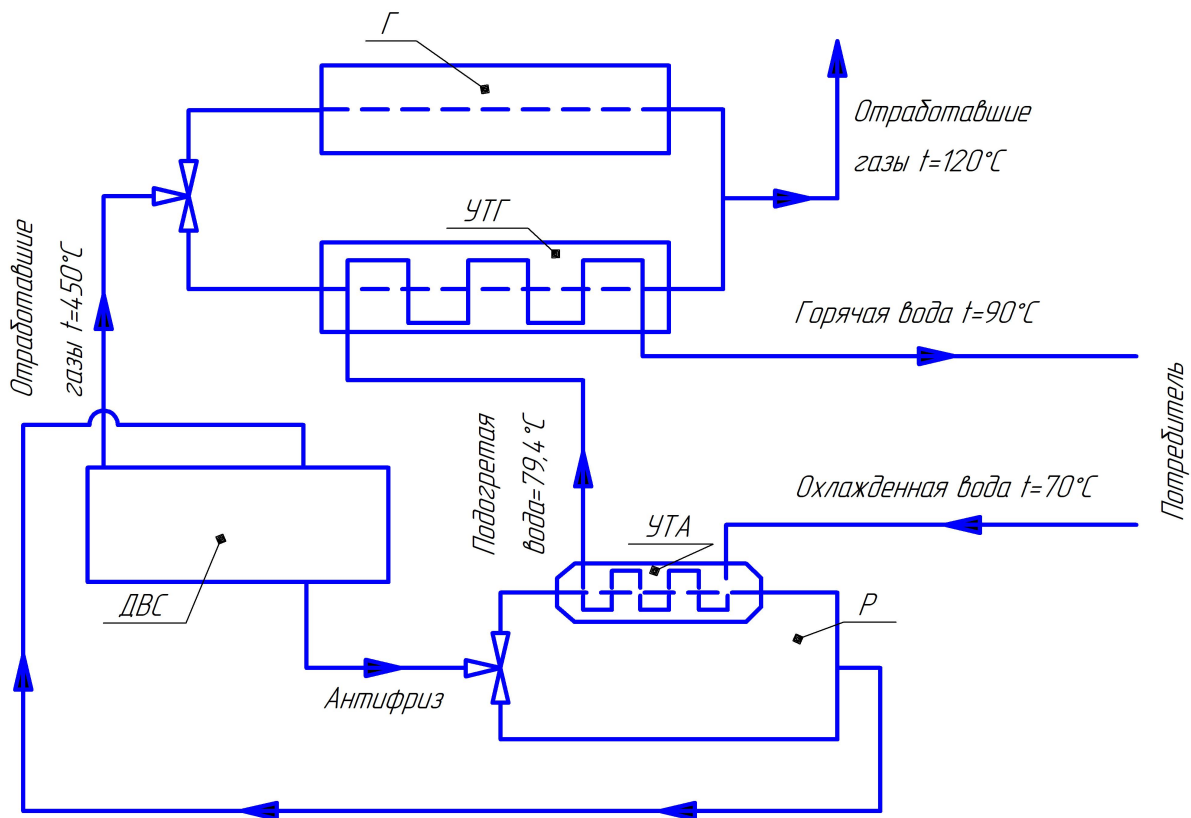 Г
Отработавшие
газы t=120°С
УТГ
Отработавшие
газы t=450°С
Горячая вода t=90°С
Потребитель
Подогретая
вода=79,4°С
Охлажденная вода t=70°С
УТА
ДВС
Р
Антифриз